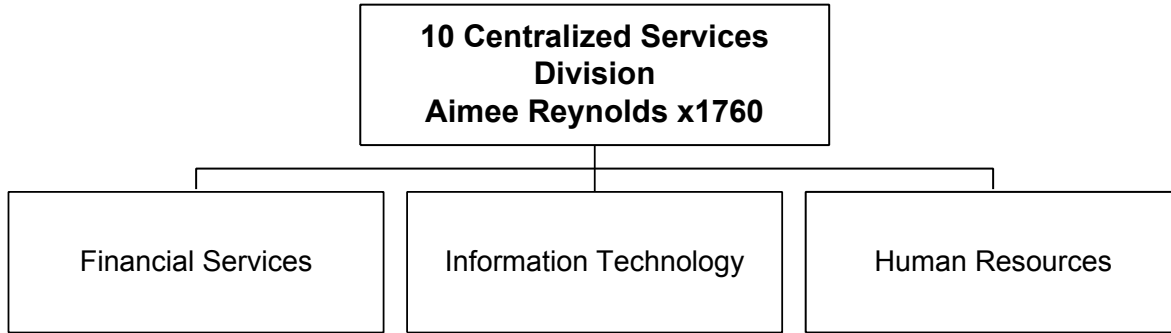 10 Centralized Services
Division
Aimee Reynolds x1760
Financial Services
Information Technology
Human Resources